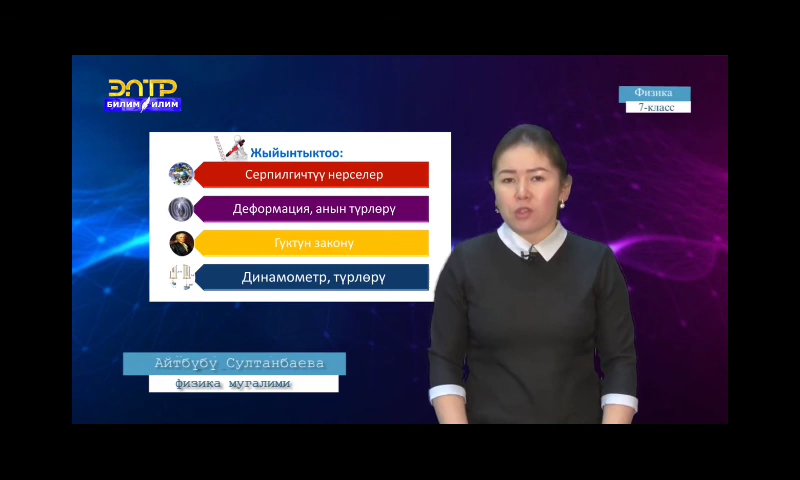 ЭЛТР
БИЛИМ ИЛИМ
Физика
7-класс
Жыйынтыктоо:
Серпилгичтүү нерселер
Деформация, анын түрлөрү
Гуктун закону
Динамометр, түрлөрү
Айтбүбү Султанбаева
физика мугалими